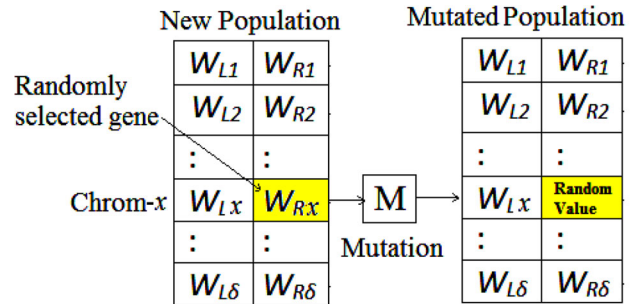 New Population
Mutated Population
Randomly
selected gene
W_L1 W_R1
W_L2 W_R2
: :
Chrom-x W_Lx W_Rx
: :
W_Lδ W_Rδ
M
Mutation
W_L1 W_R1
W_L2 W_R2
: :
W_Lx Random
Value
: :
W_Lδ W_Rδ